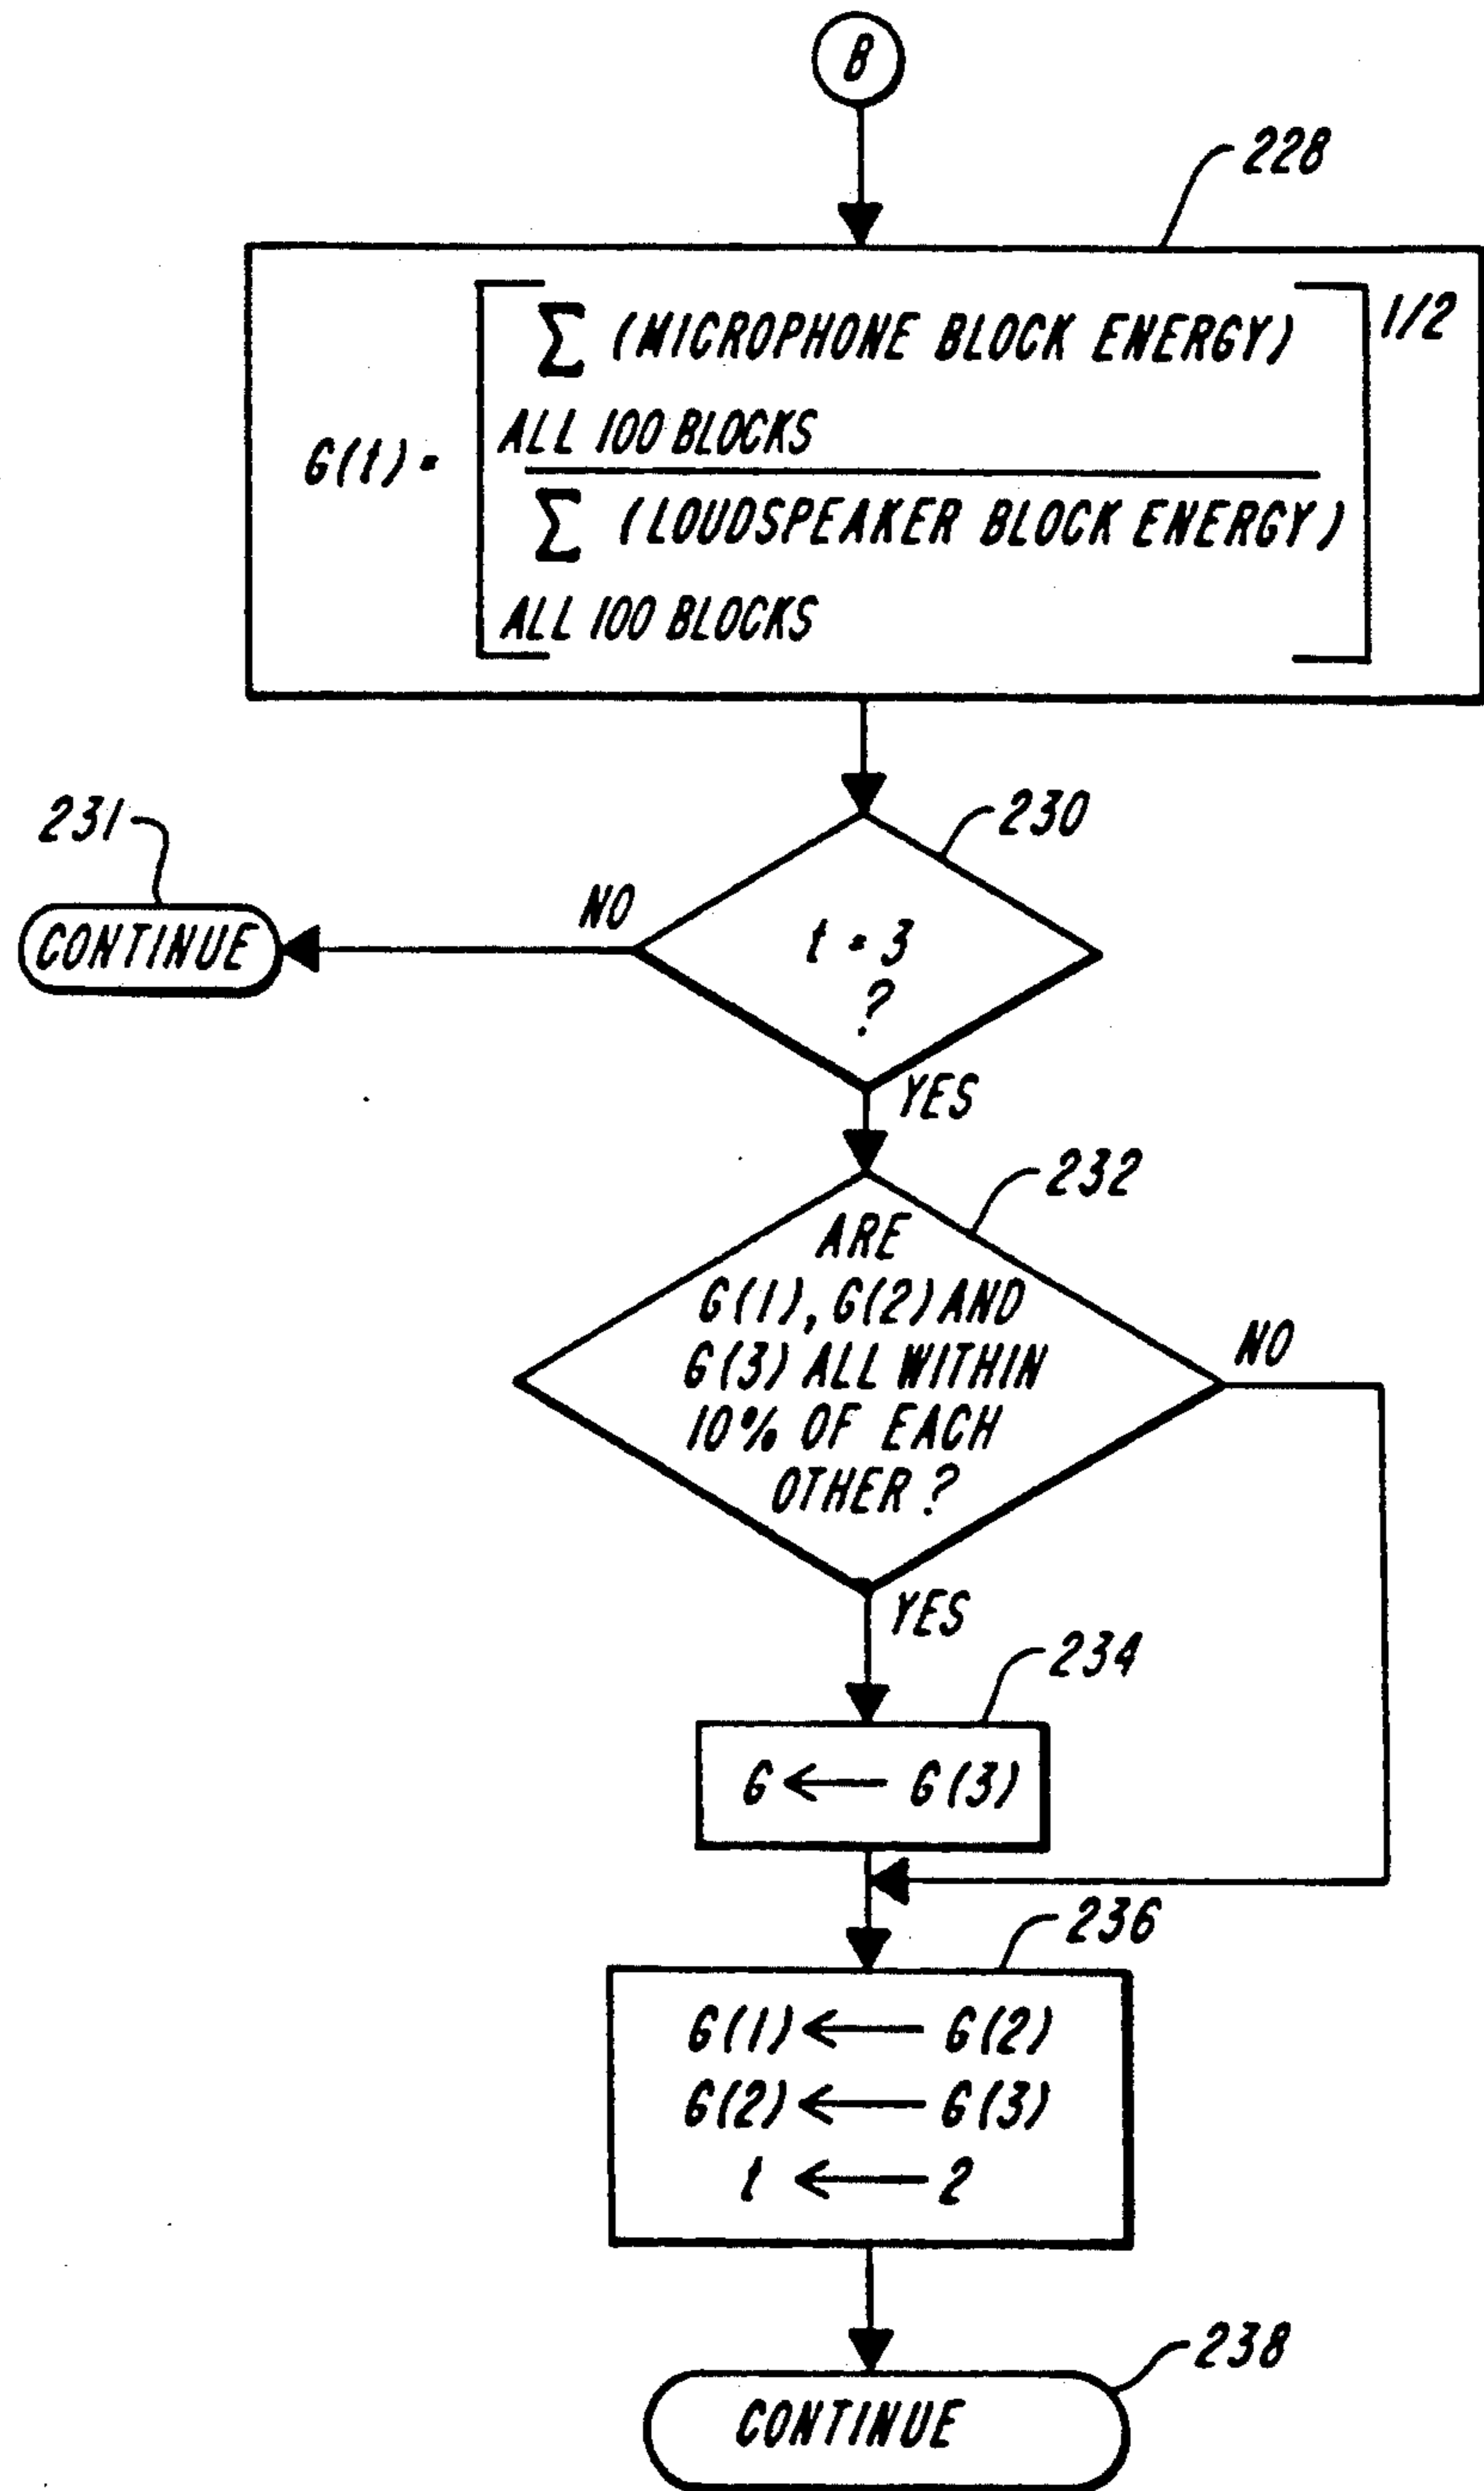 B
228
Σ (MICROPHONE BLOCK ENERGY)
1/2
ALL 100 BLOCKS
G(t) =
Σ (LOUDSPEAKER BLOCK ENERGY)
ALL 100 BLOCKS
231
230
CONTINUE
NO
t = 3
?
YES
232
ARE
G(1), G(2) AND
G(3) ALL WITHIN
10% OF EACH
OTHER ?
NO
YES
234
G ← G(3)
236
G(1) ← G(2)
G(2) ← G(3)
t ← 2
238
CONTINUE